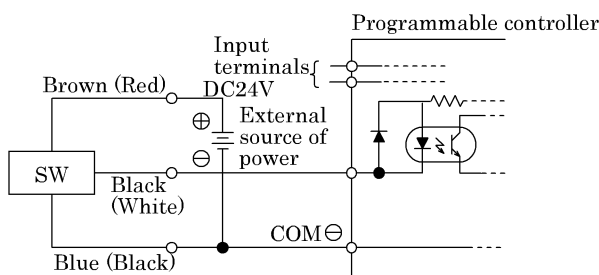 Programmable controller
Input
terminals
DC24V
Brown (Red)
⊕
External
source of
power
⊖
SW
Black
(White)
COM⊖
Blue (Black)